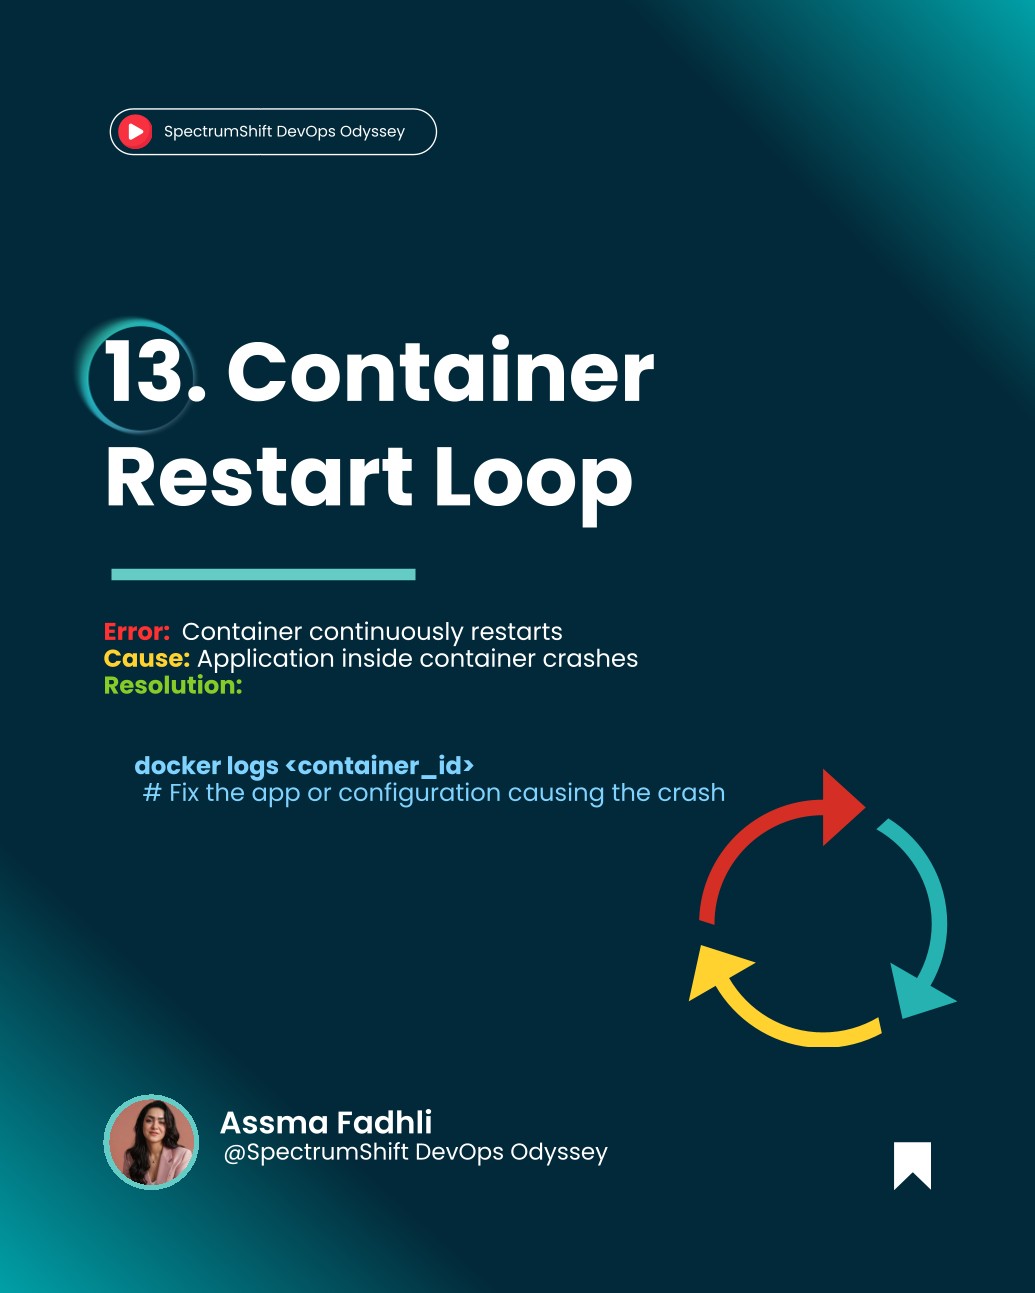 SpectrumShift DevOps Odyssey
13. Container
Restart Loop
Error: Container continuously restarts
Cause: Application inside container crashes
Resolution:
docker logs <container_id>
# Fix the app or configuration causing the crash
Assma Fadhli
@SpectrumShift DevOps Odyssey